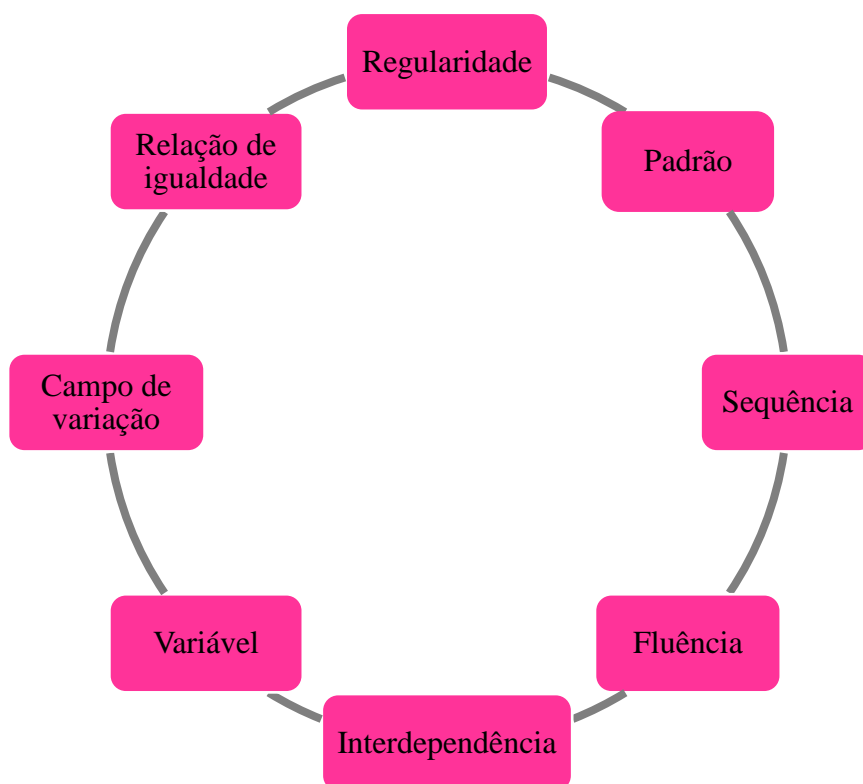 Regularidade
Padrão
Sequência
Fluência
Interdependência
Variável
Campo de
variação
Relação de
igualdade